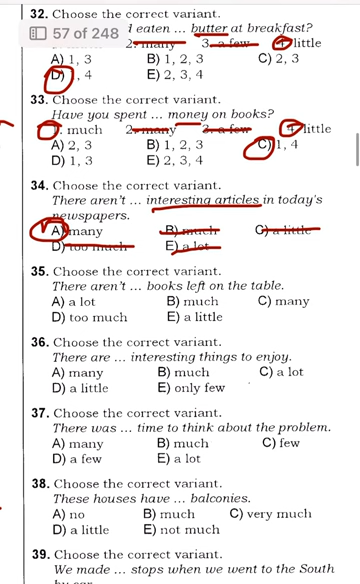 32. Choose the correct variant.
57 of 248 eaten ... butter at breakfast?
2. many 3. a few 4. little
A) 1, 3 B) 1, 2, 3 C) 2, 3
D) , 4 E) 2, 3, 4
33. Choose the correct variant.
Have you spent ... money on books?
much 2. many 3. a few 4. little
A) 2, 3 B) 1, 2, 3 C) 1, 4
D) 1, 3 E) 2, 3, 4
34. Choose the correct variant.
There aren't ... interesting articles in today's
newspapers.
A) many B) much C) a little
D) too much E) a lot
35. Choose the correct variant.
There aren't ... books left on the table.
A) a lot B) much C) many
D) too much E) a little
36. Choose the correct variant.
There are ... interesting things to enjoy.
A) many B) much C) a lot
D) a little E) only few
37. Choose the correct variant.
There was ... time to think about the problem.
A) many B) much C) few
D) a few E) a lot
38. Choose the correct variant.
These houses have ... balconies.
A) no B) much C) very much
D) a little E) not much
39. Choose the correct variant.
We made ... stops when we went to the South